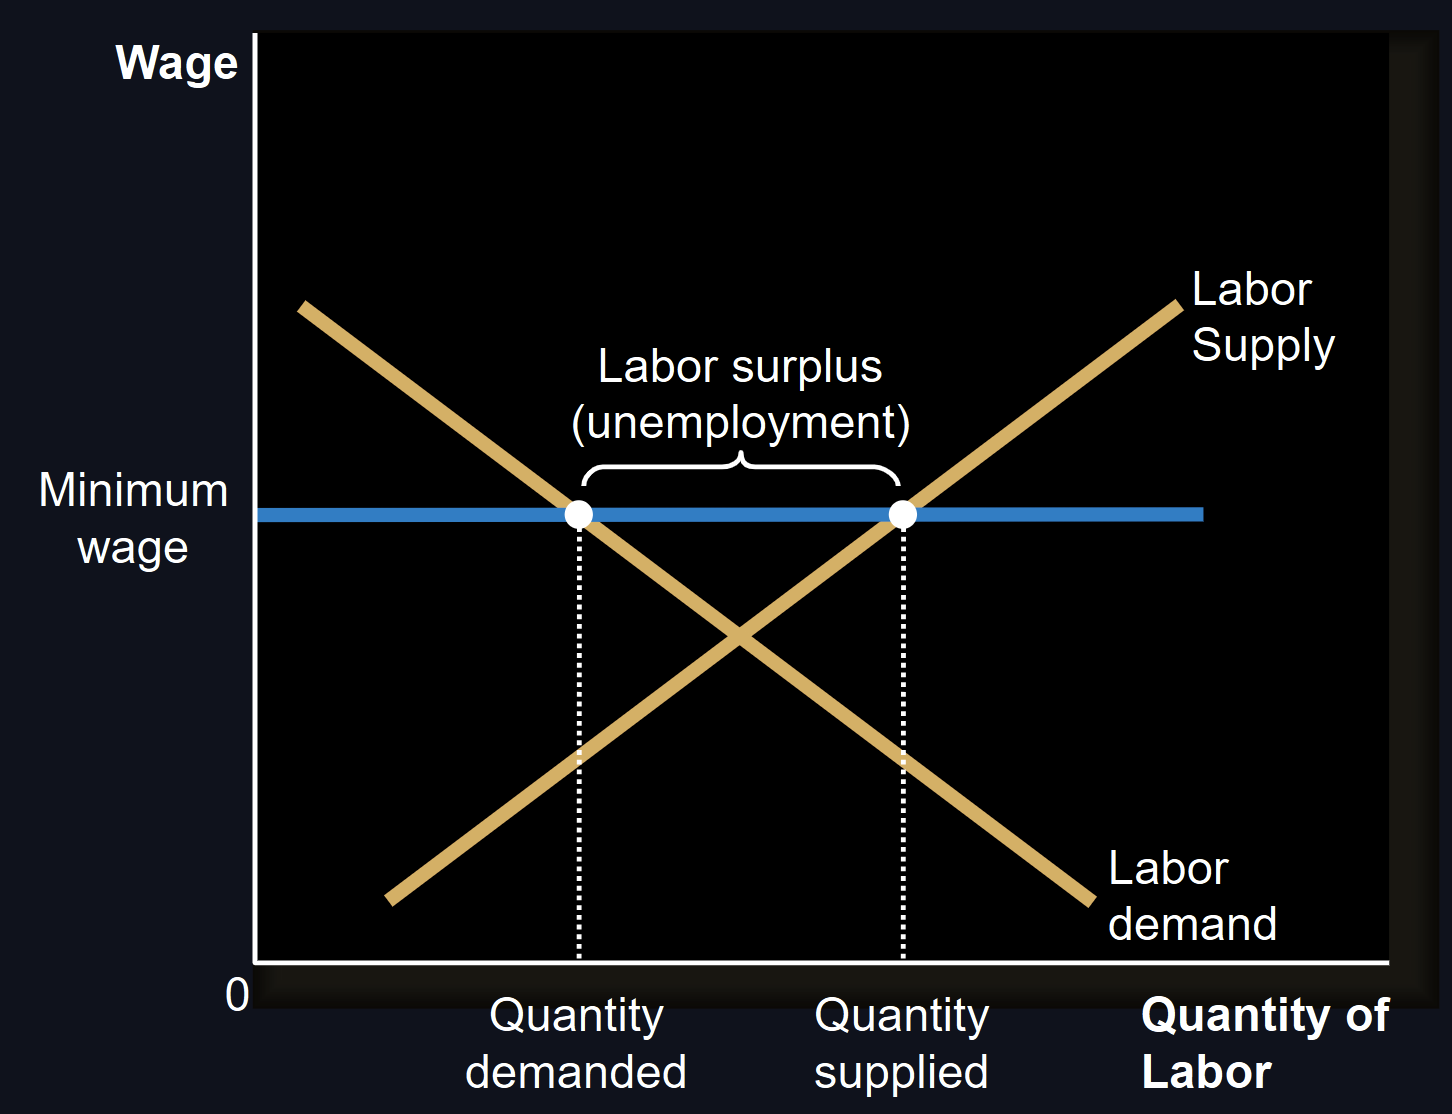 Wage
Labor
Supply
Labor surplus
(unemployment)
Minimum
wage
Labor
demand
0
Quantity
demanded
Quantity
supplied
Quantity of
Labor